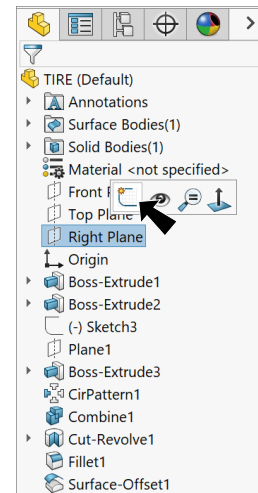 TIRE (Default)
Annotations
Surface Bodies(1)
Solid Bodies(1)
Material <not specified>
Front
Top Plane
Right Plane
Origin
Boss-Extrude1
Boss-Extrude2
(-) Sketch3
Plane1
Boss-Extrude3
CirPattern1
Combine1
Cut-Revolve1
Fillet1
Surface-Offset1